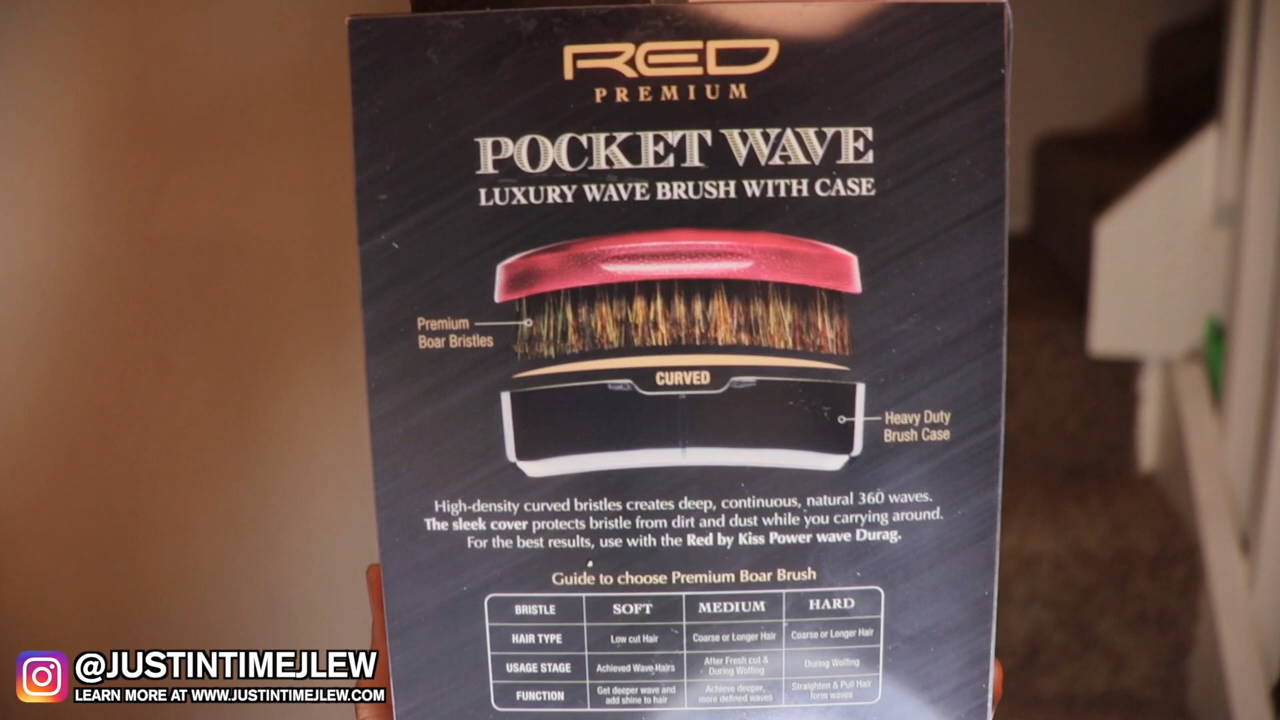 RED
PREMIUM
POCKET WAVE
LUXURY WAVE BRUSH WITH CASE
Premium
Boar Bristles
CURVED
Heavy Duty
Brush Case
High-density curved bristles creates deep, continuous, natural 360 waves.
The sleek cover protects bristle from dirt and dust while you carrying around.
For the best results, use with the Red by Kiss Power wave Durag.
Guide to choose Premium Boar Brush
BRISTLE SOFT MEDIUM HARD
HAIR TYPE Low cut Hair Coarse or Longer Hair Coarse or Longer Hair
USAGE STAGE Achieved Wave Hairs After Fresh cut & During Wolfing During Wolfing
FUNCTION Get deeper wave and add shine to hair Achieve deeper, more defined waves Straighten & Pull Hair form waves
@JUSTINTIMEJLEW
LEARN MORE AT WWW.JUSTINTIMEJLEW.COM